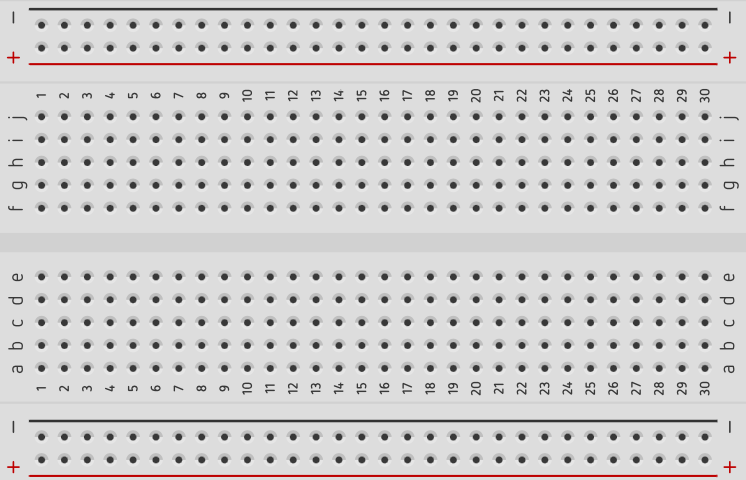 − −
+ +
1 2 3 4 5 6 7 8 9 10 11 12 13 14 15 16 17 18 19 20 21 22 23 24 25 26 27 28 29 30
j j
i i
h h
g g
f f
e e
d d
c c
b b
a a
1 2 3 4 5 6 7 8 9 10 11 12 13 14 15 16 17 18 19 20 21 22 23 24 25 26 27 28 29 30
− −
+ +